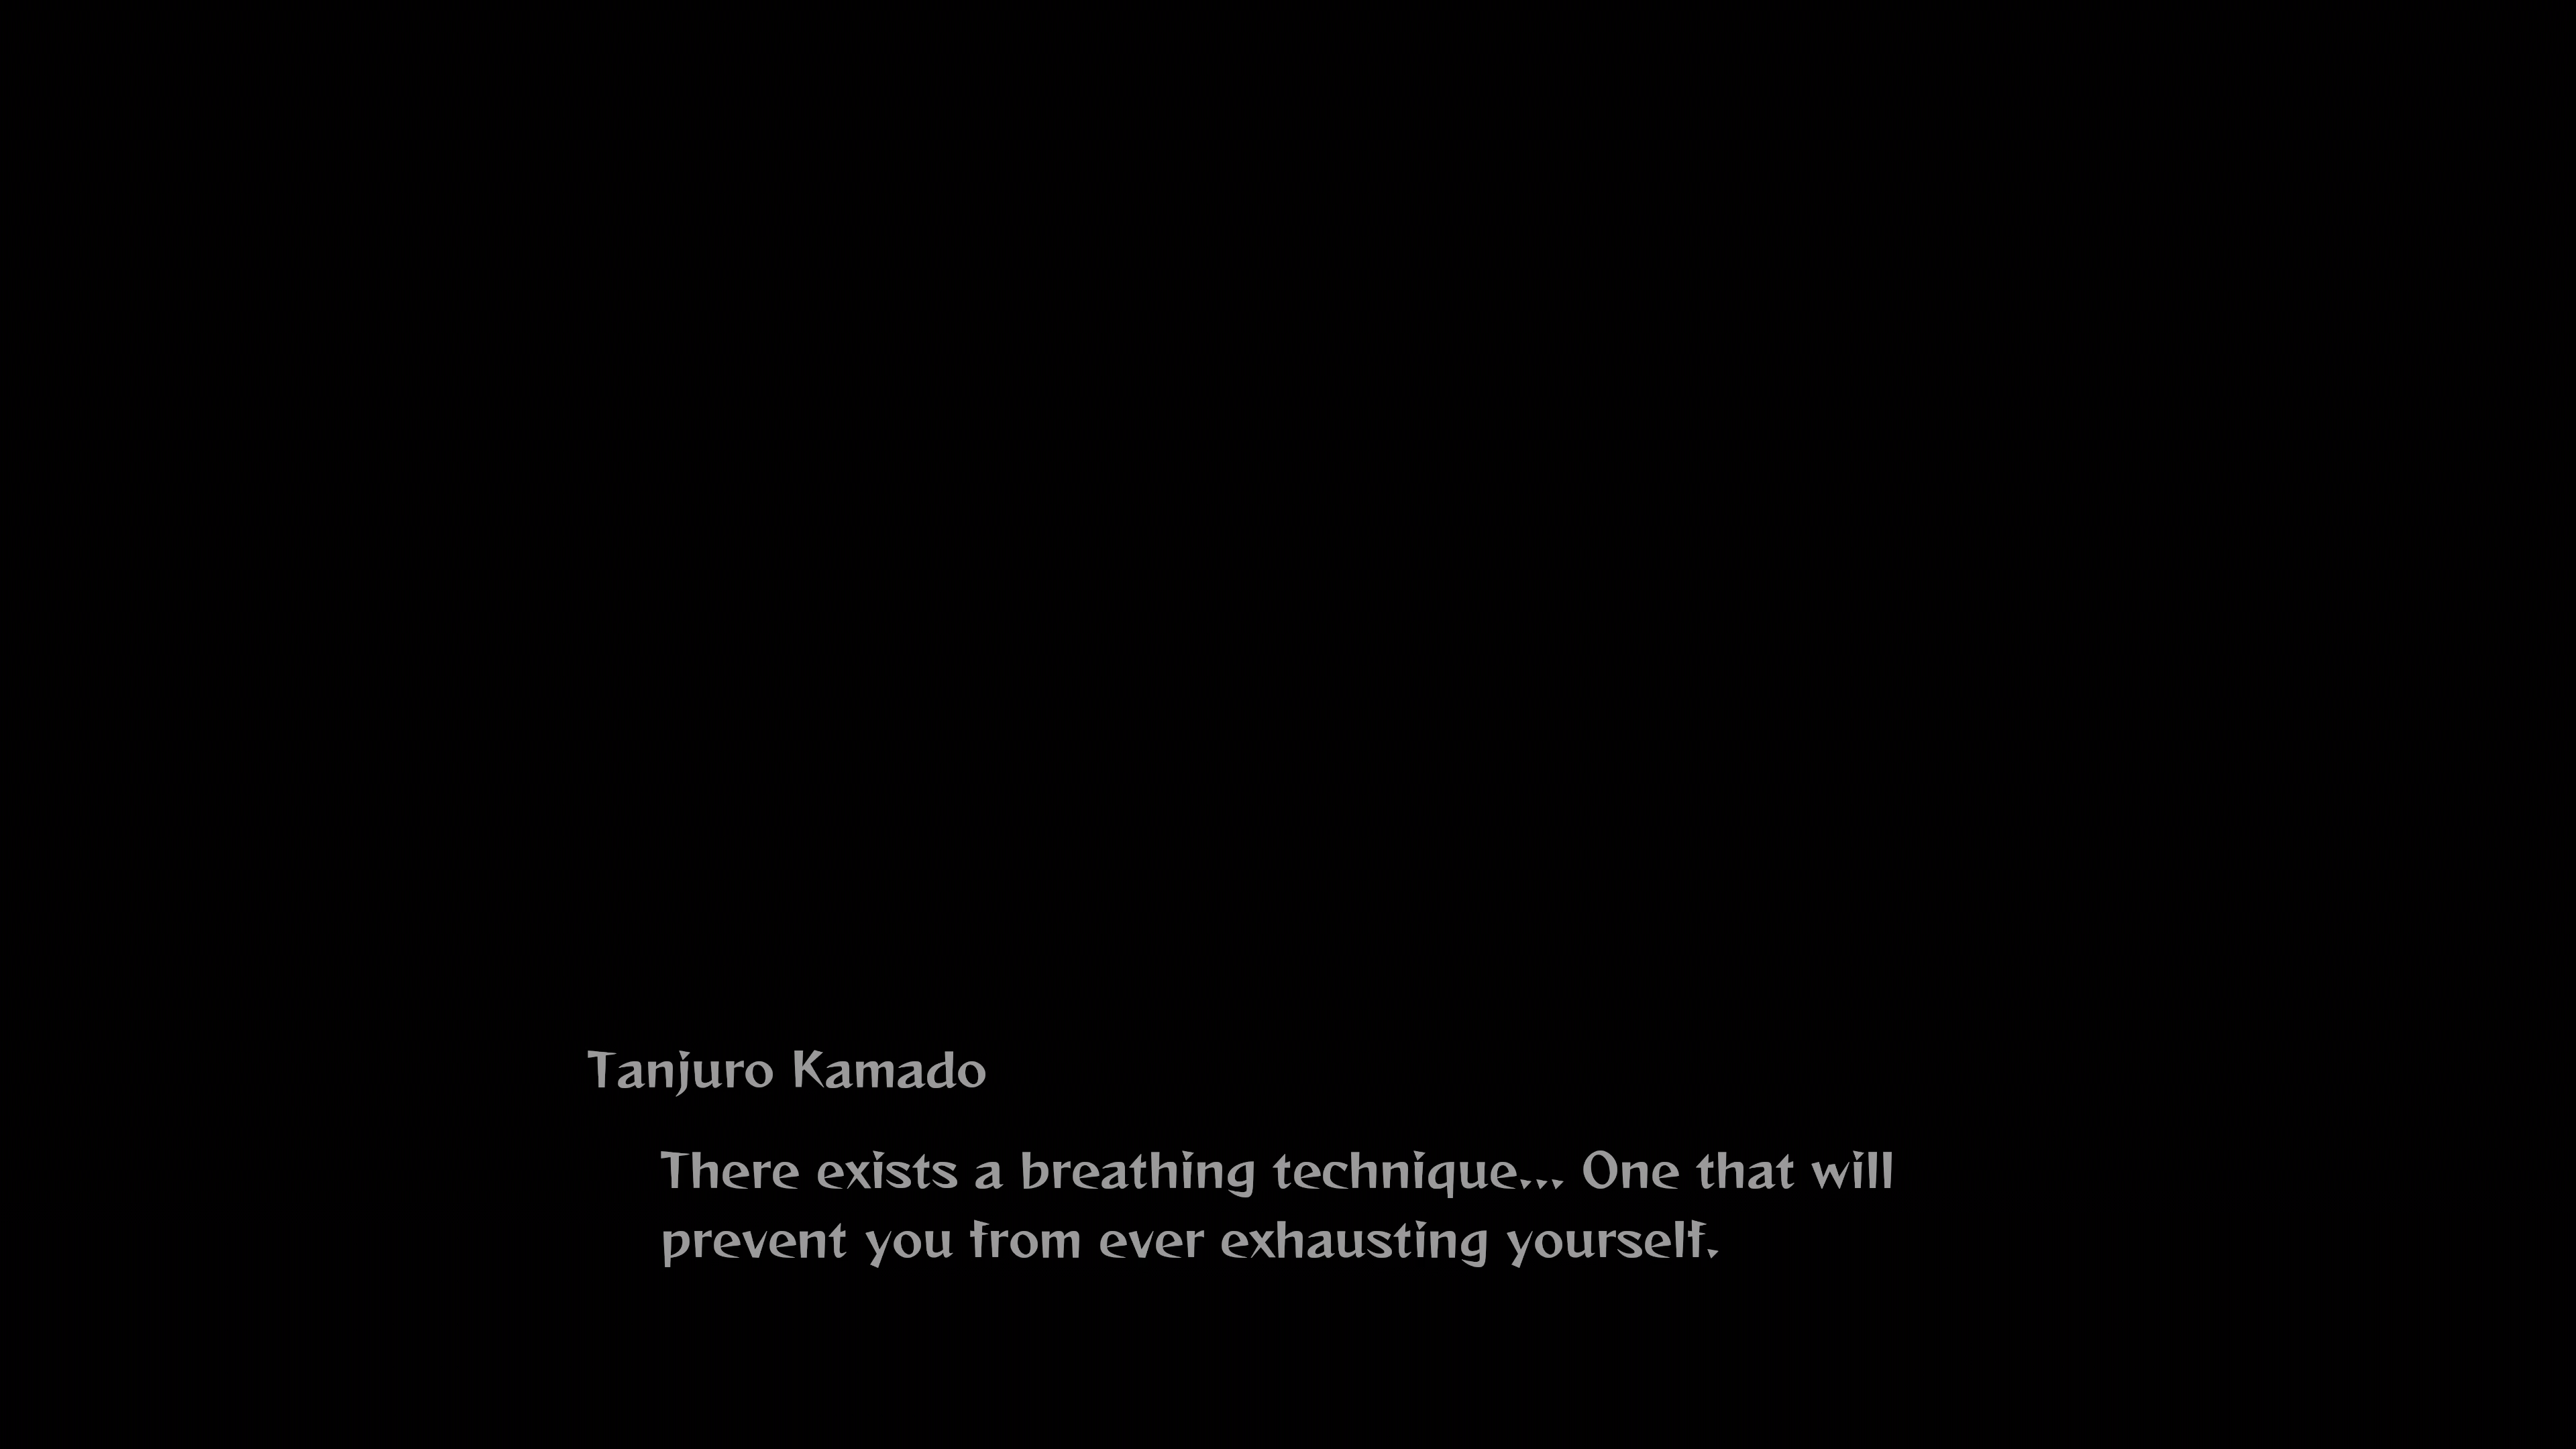 Tanjuro Kamado
There exists a breathing technique... One that will
prevent you from ever exhausting yourself.